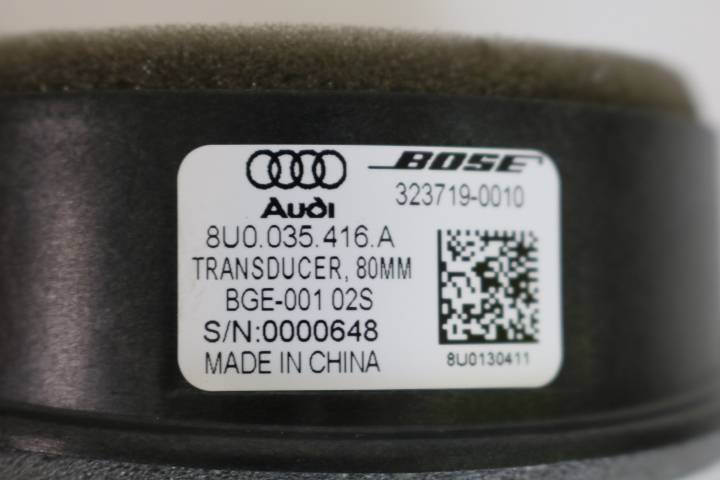 Audi
BOSE
323719-0010
8U0.035.416.A
TRANSDUCER, 80MM
BGE-001 02S
S/N:0000648
MADE IN CHINA
8U0130411